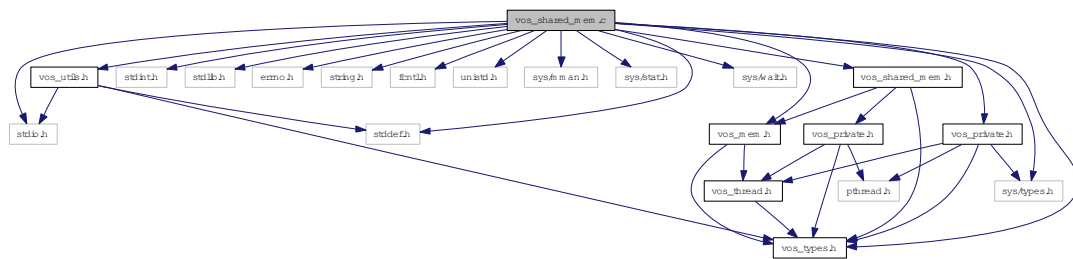 vos_shared_mem.c
vos_utils.h
stdint.h
stdlib.h
errno.h
string.h
fcntl.h
unistd.h
sys/mman.h
sys/stat.h
sys/wait.h
vos_shared_mem.h
stdio.h
stddef.h
vos_mem.h
vos_private.h
vos_private.h
vos_thread.h
pthread.h
sys/types.h
vos_types.h